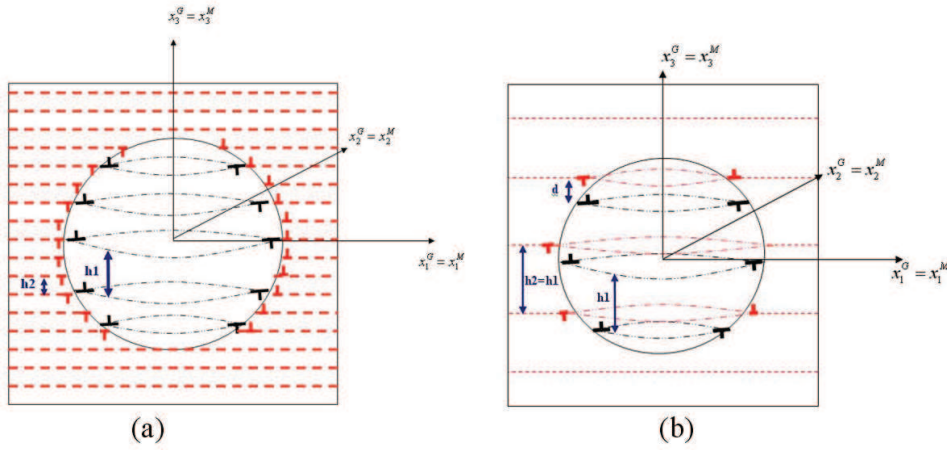 x₃ᴳ = x₃ᴹ
x₂ᴳ = x₂ᴹ
x₁ᴳ = x₁ᴹ
h1
h2
(a)
x₃ᴳ = x₃ᴹ
x₂ᴳ = x₂ᴹ
x₁ᴳ = x₁ᴹ
d
h2=h1
h1
(b)